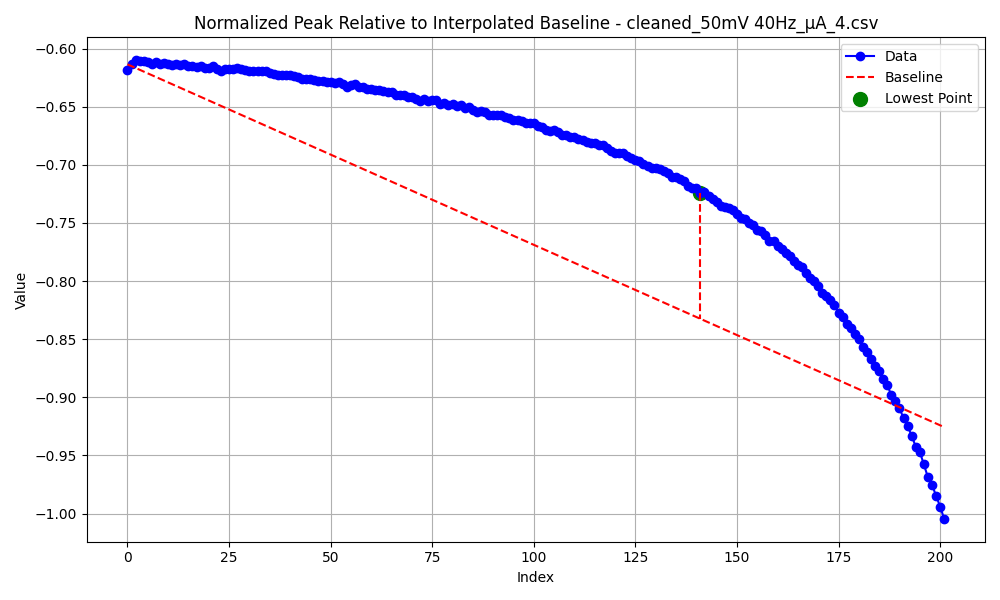 Normalized Peak Relative to Interpolated Baseline - cleaned_50mV 40Hz_μA_4.csv
Data
Baseline
Lowest Point
Value
−0.60
−0.65
−0.70
−0.75
−0.80
−0.85
−0.90
−0.95
−1.00
0 25 50 75 100 125 150 175 200
Index